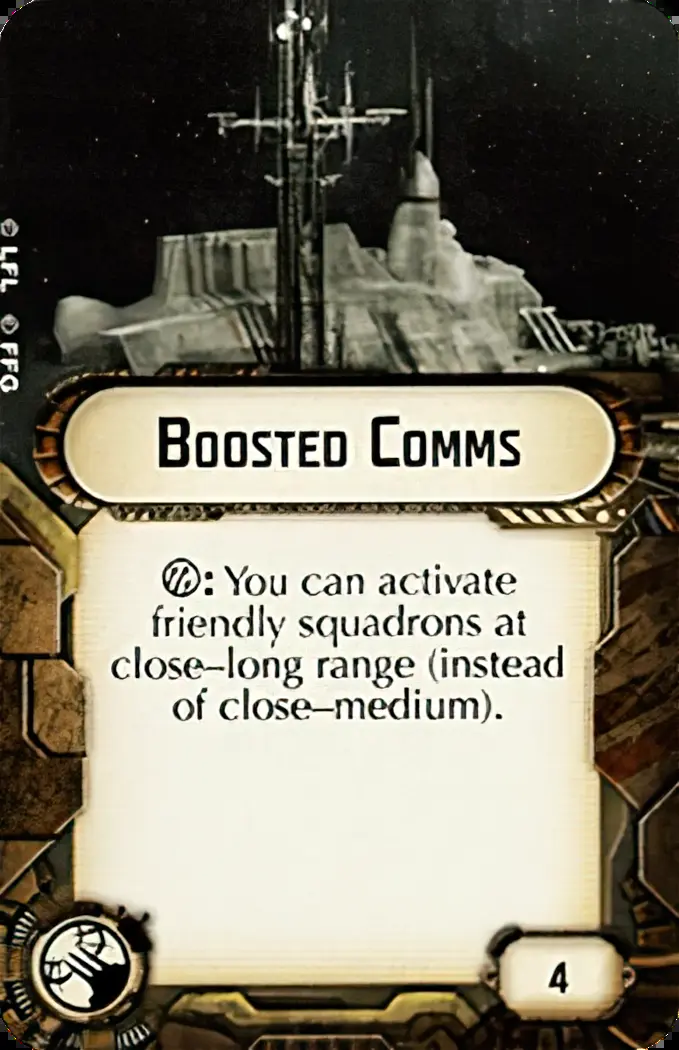 © LFL © FFG
Boosted Comms
: You can activate
friendly squadrons at
close–long range (instead
of close–medium).
4